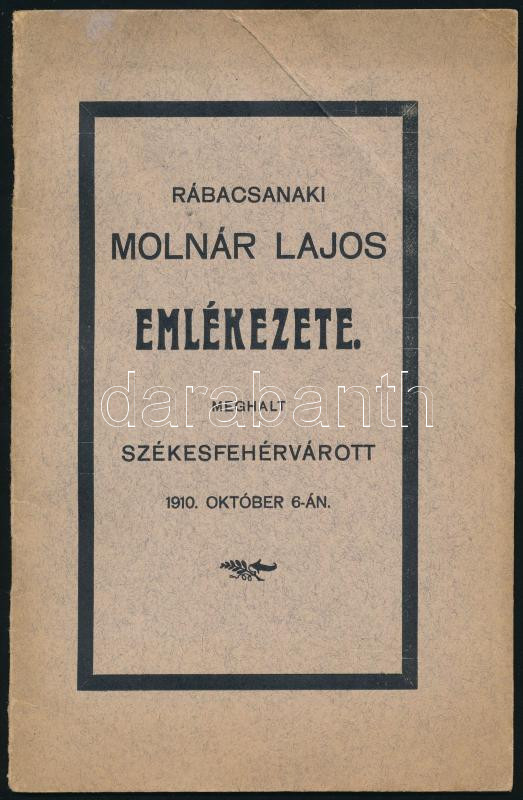 RÁBACSANAKI
MOLNÁR LAJOS
EMLÉKEZETE.
darabanth
MEGHALT
SZÉKESFEHÉRVÁROTT
1910. OKTÓBER 6-ÁN.